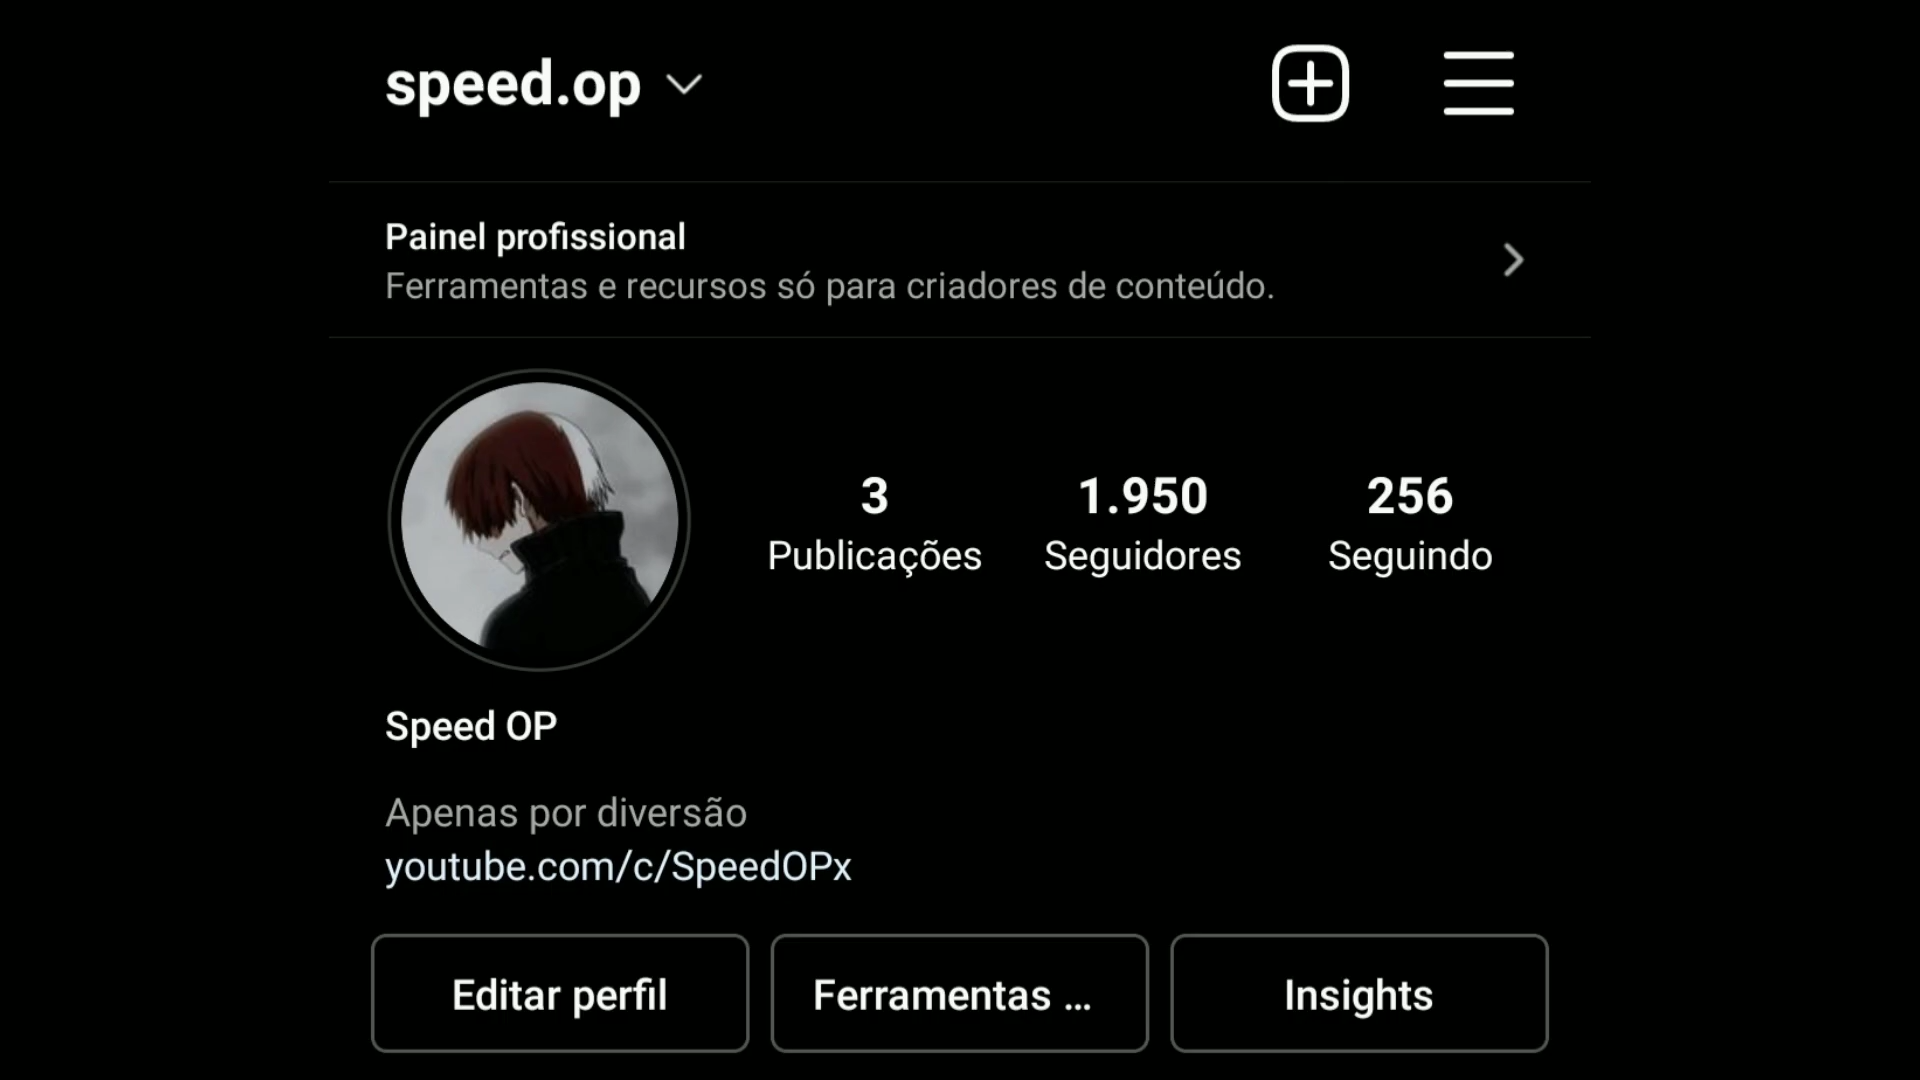 speed.op
Painel profissional
Ferramentas e recursos só para criadores de conteúdo.
3
Publicações
1.950
Seguidores
256
Seguindo
Speed OP
Apenas por diversão
youtube.com/c/SpeedOPx
Editar perfil
Ferramentas ...
Insights